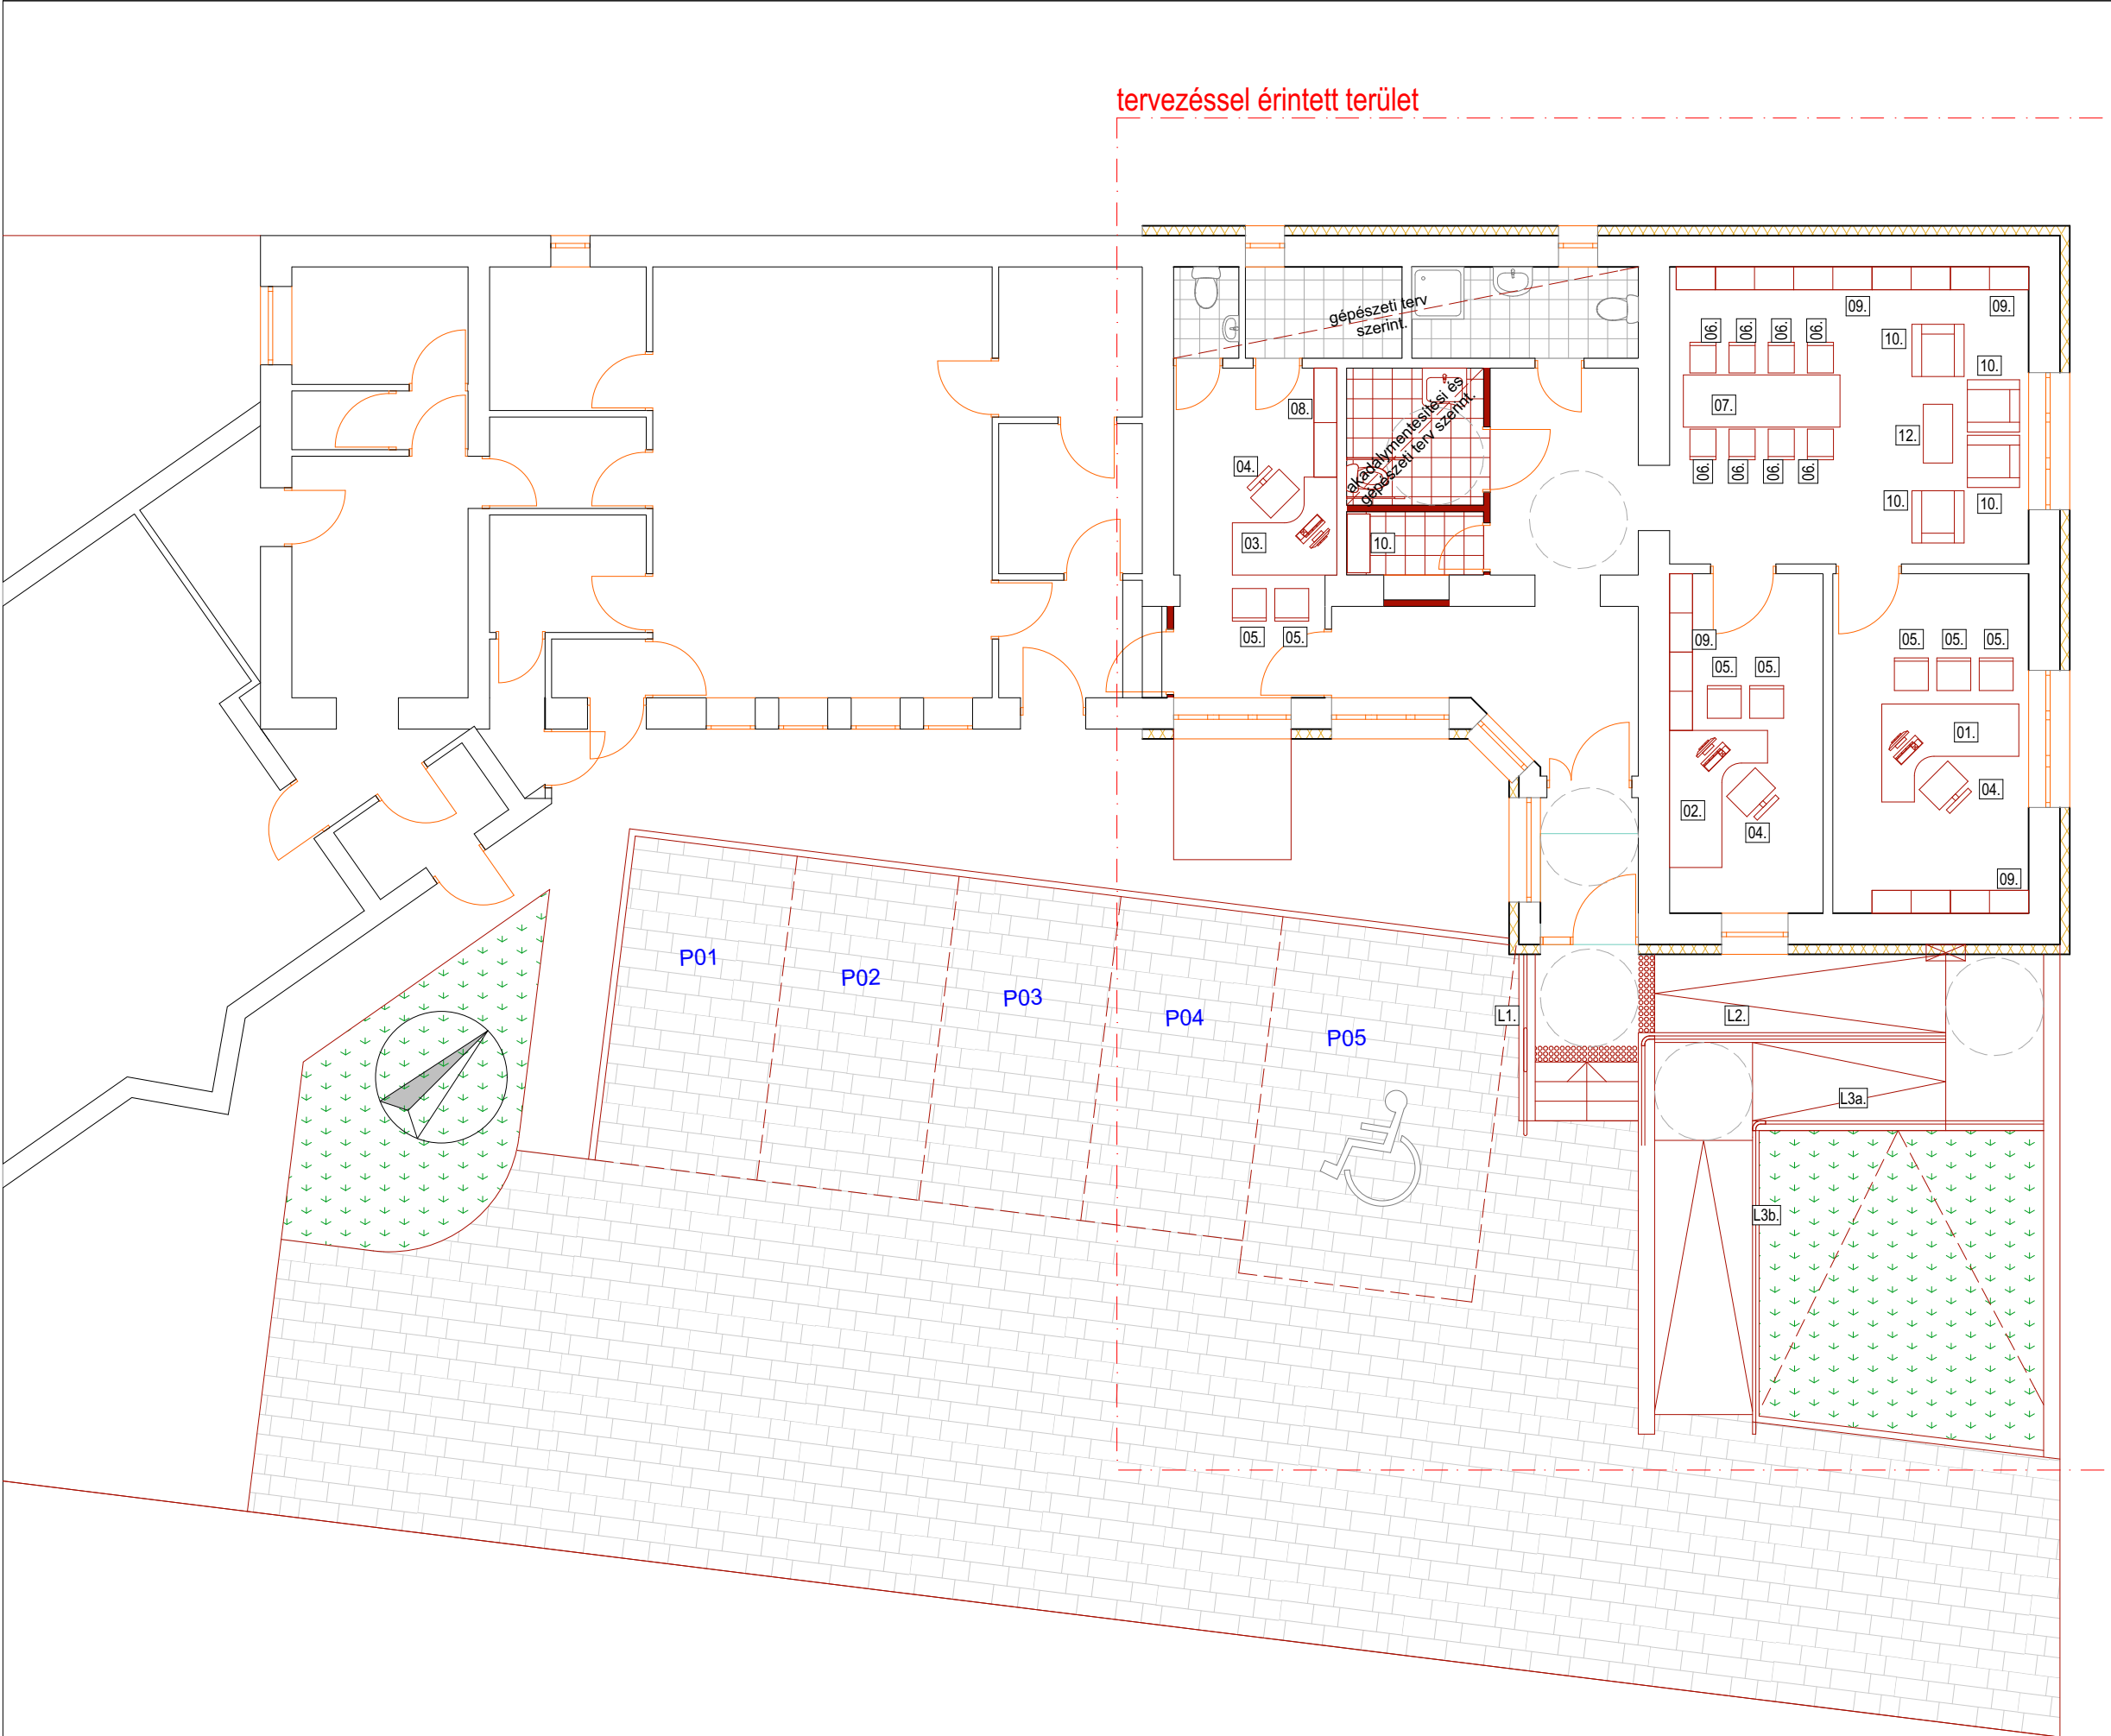 tervezéssel érintett terület
gépészeti terv
szerint.
akadálymentesítési és
gépészeti terv szerint.
09.
09.
06.
06.
06.
06.
10.
10.
07.
12.
06.
06.
06.
06.
10.
10.
08.
04.
03.
10.
05.
05.
09.
05.
05.
05.
05.
05.
01.
02.
04.
04.
09.
P01
P02
P03
P04
P05
L1.
L2.
L3a.
L3b.